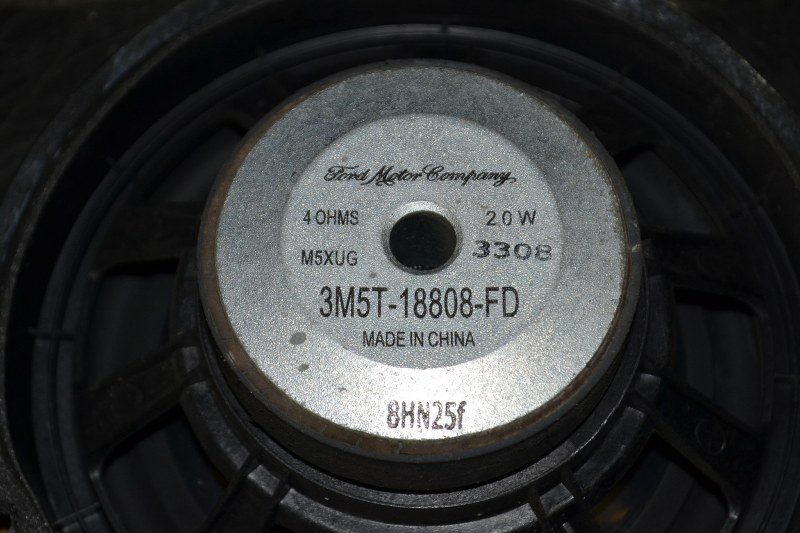 Ford Motor Company
4 OHMS 20 W
M5XUG 3308
3M5T-18808-FD
MADE IN CHINA
8HN25f